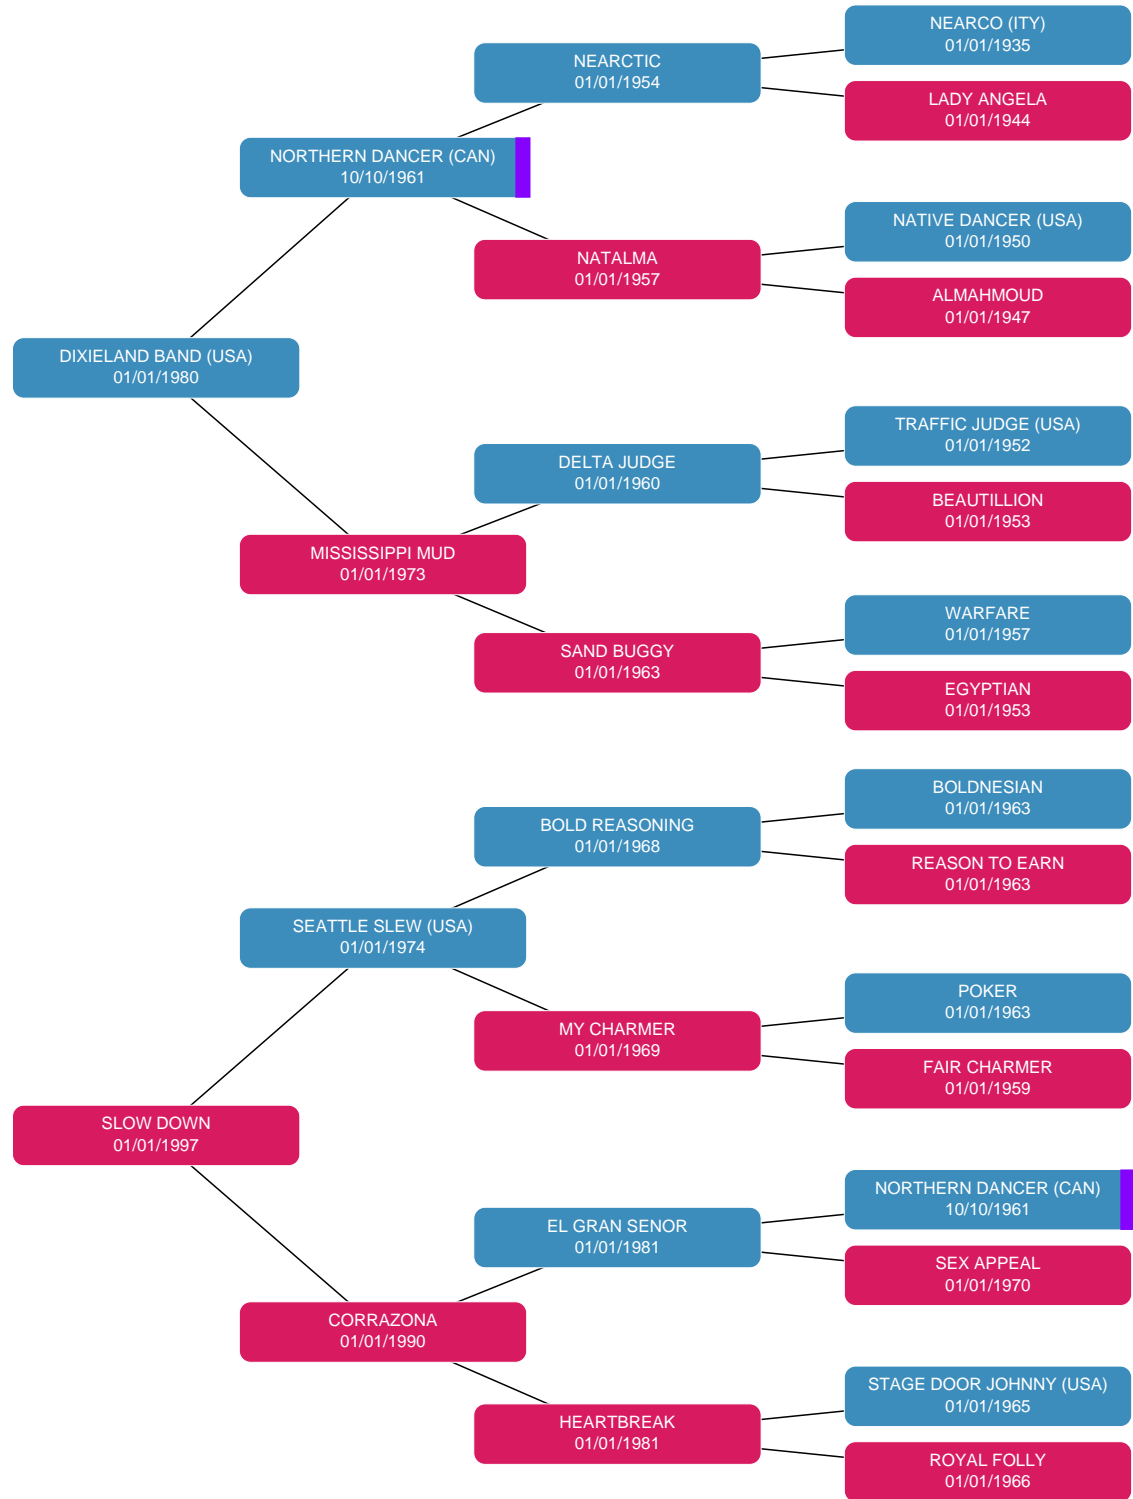 NEARCO (ITY)
01/01/1935
NEARCTIC
01/01/1954
LADY ANGELA
01/01/1944
NORTHERN DANCER (CAN)
10/10/1961
NATIVE DANCER (USA)
01/01/1950
NATALMA
01/01/1957
ALMAHMOUD
01/01/1947
DIXIELAND BAND (USA)
01/01/1980
TRAFFIC JUDGE (USA)
01/01/1952
DELTA JUDGE
01/01/1960
BEAUTILLION
01/01/1953
MISSISSIPPI MUD
01/01/1973
WARFARE
01/01/1957
SAND BUGGY
01/01/1963
EGYPTIAN
01/01/1953
BOLDNESIAN
01/01/1963
BOLD REASONING
01/01/1968
REASON TO EARN
01/01/1963
SEATTLE SLEW (USA)
01/01/1974
POKER
01/01/1963
MY CHARMER
01/01/1969
FAIR CHARMER
01/01/1959
SLOW DOWN
01/01/1997
NORTHERN DANCER (CAN)
10/10/1961
EL GRAN SENOR
01/01/1981
SEX APPEAL
01/01/1970
CORRAZONA
01/01/1990
STAGE DOOR JOHNNY (USA)
01/01/1965
HEARTBREAK
01/01/1981
ROYAL FOLLY
01/01/1966